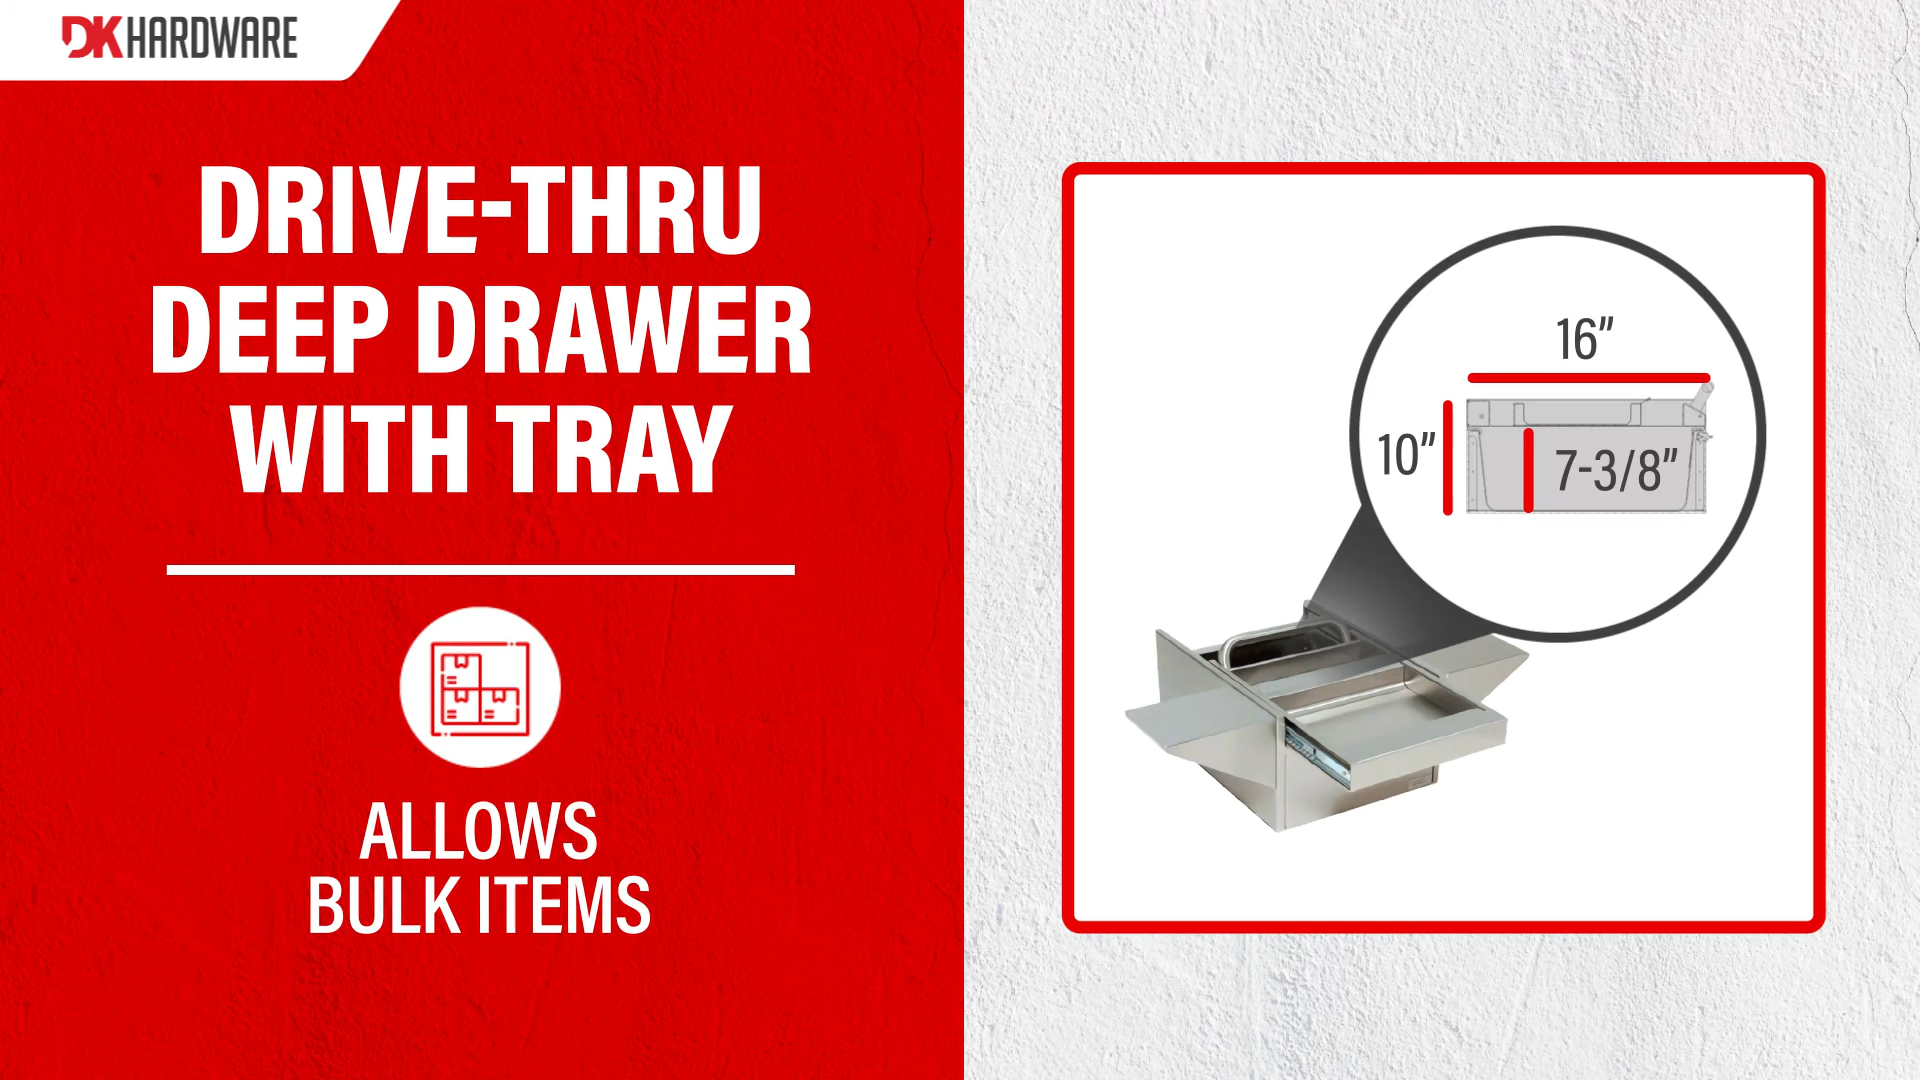 DK HARDWARE
DRIVE-THRU
DEEP DRAWER
WITH TRAY
ALLOWS
BULK ITEMS
16″
10″
7-3/8″